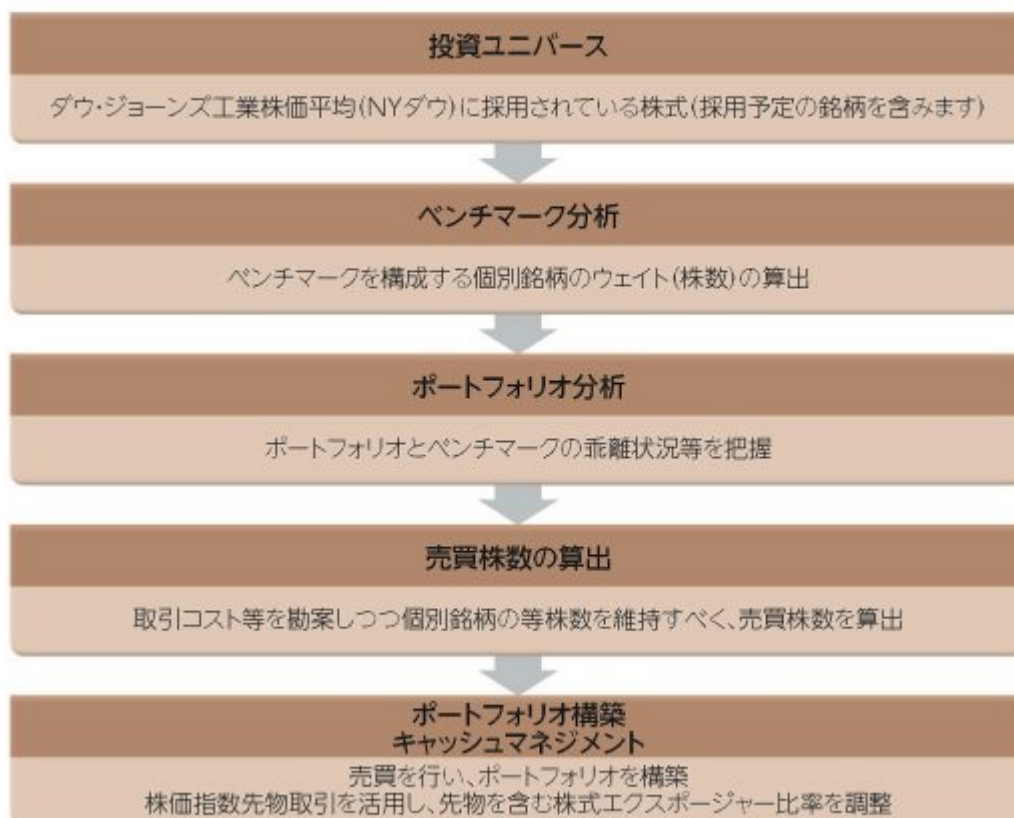 投資ユニバース
ダウ・ジョーンズ工業株価平均(NYダウ)に採用されている株式(採用予定の銘柄を含みます)
ベンチマーク分析
ベンチマークを構成する個別銘柄のウェイト(株数)の算出
ポートフォリオ分析
ポートフォリオとベンチマークの乖離状況等を把握
売買株数の算出
取引コスト等を勘案しつつ個別銘柄の等株数を維持すべく、売買株数を算出
ポートフォリオ構築
キャッシュマネジメント
売買を行い、ポートフォリオを構築
株価指数先物取引を活用し、先物を含む株式エクスポージャー比率を調整